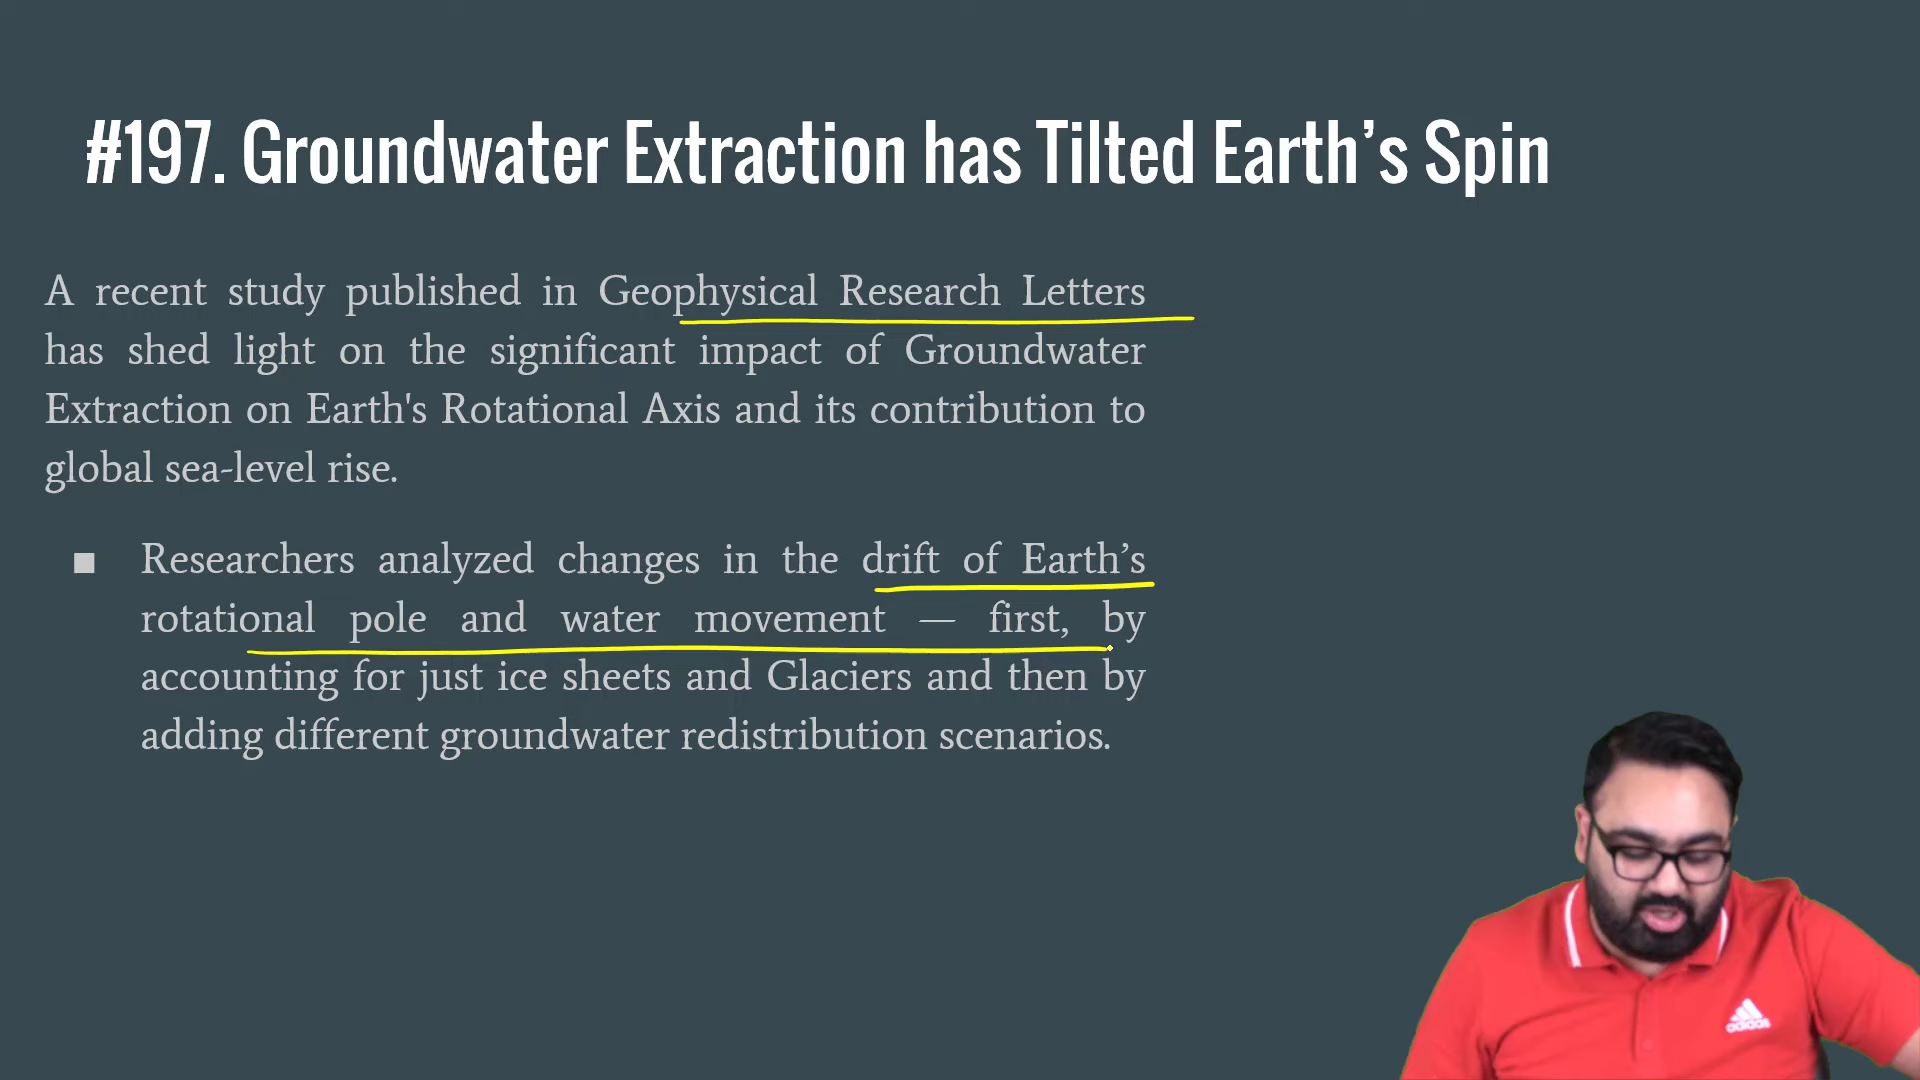 #197. Groundwater Extraction has Tilted Earth’s Spin
A recent study published in Geophysical Research Letters
has shed light on the significant impact of Groundwater
Extraction on Earth's Rotational Axis and its contribution to
global sea-level rise.
■ Researchers analyzed changes in the drift of Earth’s
rotational pole and water movement — first, by
accounting for just ice sheets and Glaciers and then by
adding different groundwater redistribution scenarios.
adidas